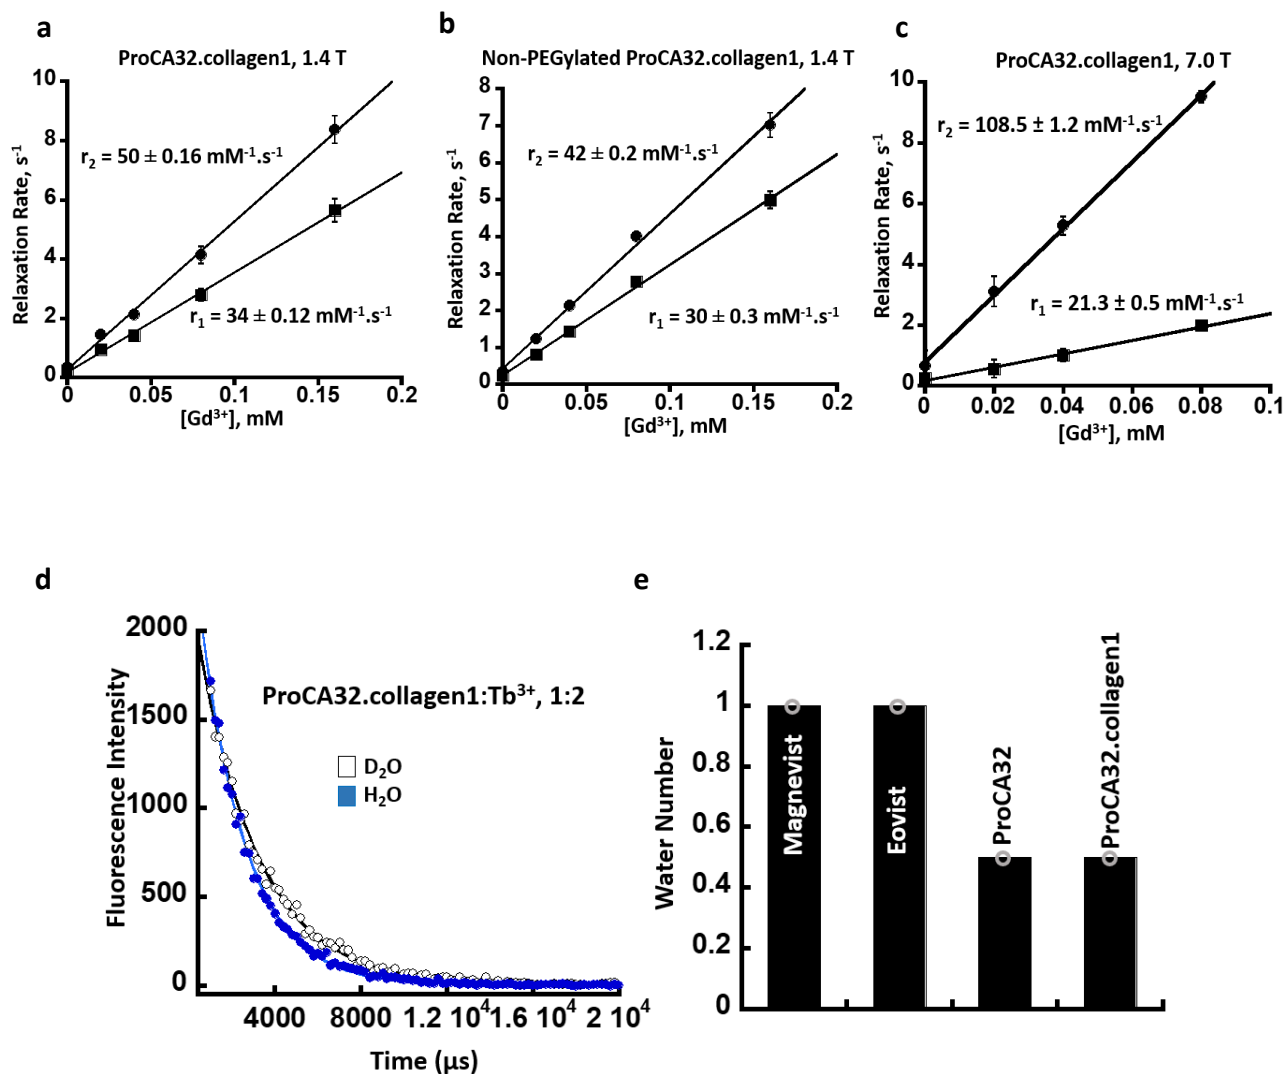 a
ProCA32.collagen1, 1.4 T
Relaxation Rate, s⁻¹
10
8
6
4
2
0
r₂ = 50 ± 0.16 mM⁻¹.s⁻¹
r₁ = 34 ± 0.12 mM⁻¹.s⁻¹
0 0.05 0.1 0.15 0.2
[Gd³⁺], mM
b
Non-PEGylated ProCA32.collagen1, 1.4 T
Relaxation Rate, s⁻¹
8
7
6
5
4
3
2
1
0
r₂ = 42 ± 0.2 mM⁻¹.s⁻¹
r₁ = 30 ± 0.3 mM⁻¹.s⁻¹
0 0.05 0.1 0.15 0.2
[Gd³⁺], mM
c
ProCA32.collagen1, 7.0 T
Relaxation Rate, s⁻¹
10
8
6
4
2
0
r₂ = 108.5 ± 1.2 mM⁻¹.s⁻¹
r₁ = 21.3 ± 0.5 mM⁻¹.s⁻¹
0 0.02 0.04 0.06 0.08 0.1
[Gd³⁺], mM
d
Fluorescence Intensity
2000
1500
1000
500
0
ProCA32.collagen1:Tb³⁺, 1:2
D₂O
H₂O
4000 8000 1.2 10⁴ 1.6 10⁴ 2 10⁴
Time (μs)
e
Water Number
1.2
1
0.8
0.6
0.4
0.2
0
Magnevist
Eovist
ProCA32
ProCA32.collagen1